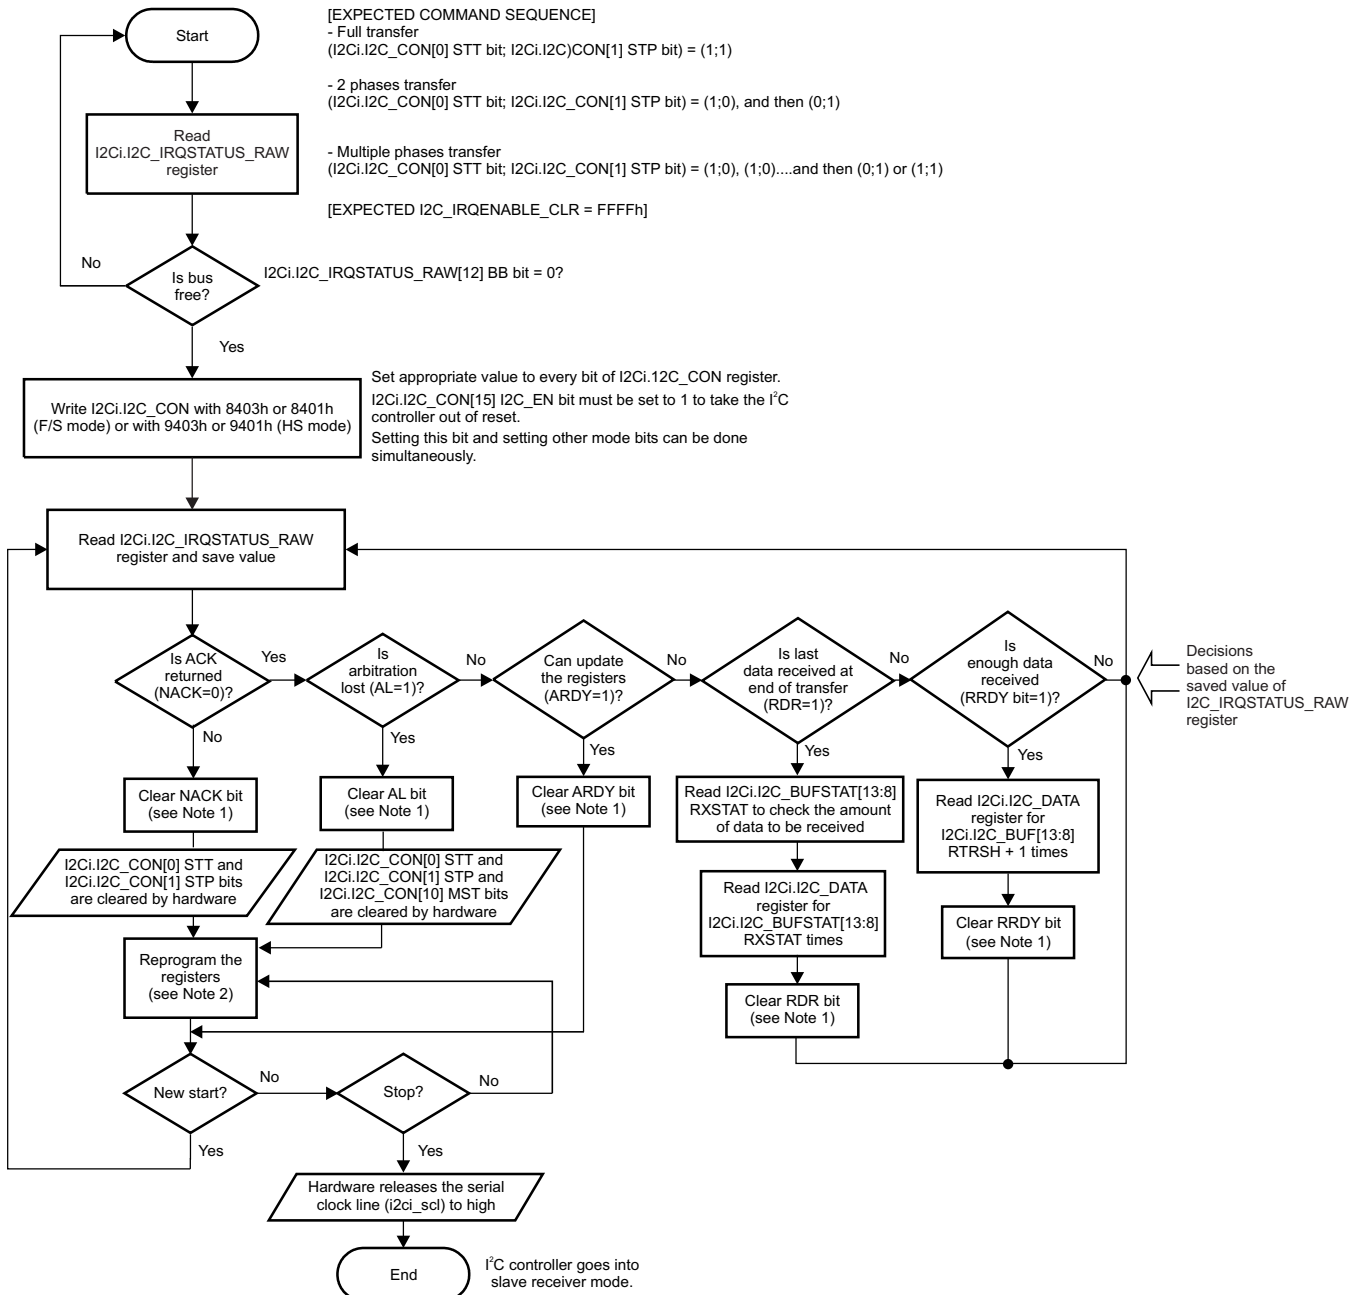 Start
[EXPECTED COMMAND SEQUENCE]
- Full transfer
(I2Ci.I2C_CON[0] STT bit; I2Ci.I2C)CON[1] STP bit) = (1;1)
- 2 phases transfer
(I2Ci.I2C_CON[0] STT bit; I2Ci.I2C_CON[1] STP bit) = (1;0), and then (0;1)
Read
I2Ci.I2C_IRQSTATUS_RAW
register
- Multiple phases transfer
(I2Ci.I2C_CON[0] STT bit; I2Ci.I2C_CON[1] STP bit) = (1;0), (1;0)....and then (0;1) or (1;1)
[EXPECTED I2C_IRQENABLE_CLR = FFFFh]
No
Is bus
free?
I2Ci.I2C_IRQSTATUS_RAW[12] BB bit = 0?
Yes
Write I2Ci.I2C_CON with 8403h or 8401h
(F/S mode) or with 9403h or 9401h (HS mode)
Set appropriate value to every bit of I2Ci.12C_CON register.
I2Ci.I2C_CON[15] I2C_EN bit must be set to 1 to take the I²C
controller out of reset.
Setting this bit and setting other mode bits can be done
simultaneously.
Read I2Ci.I2C_IRQSTATUS_RAW
register and save value
Is ACK
returned
(NACK=0)?
Yes
Is
arbitration
lost (AL=1)?
No
Can update
the registers
(ARDY=1)?
No
Is last
data received at
end of transfer
(RDR=1)?
No
Is
enough data
received
(RRDY bit=1)?
No
Decisions
based on the
saved value of
I2C_IRQSTATUS_RAW
register
No
Yes
Yes
Yes
Yes
Clear NACK bit
(see Note 1)
Clear AL bit
(see Note 1)
Clear ARDY bit
(see Note 1)
Read I2Ci.I2C_BUFSTAT[13:8]
RXSTAT to check the amount
of data to be received
Read I2Ci.I2C_DATA
register for
I2Ci.I2C_BUF[13:8]
RTRSH + 1 times
I2Ci.I2C_CON[0] STT and
I2Ci.I2C_CON[1] STP bits
are cleared by hardware
I2Ci.I2C_CON[0] STT and
I2Ci.I2C_CON[1] STP and
I2Ci.I2C_CON[10] MST bits
are cleared by hardware
Read I2Ci.I2C_DATA
register for
I2Ci.I2C_BUFSTAT[13:8]
RXSTAT times
Clear RRDY bit
(see Note 1)
Reprogram the
registers
(see Note 2)
Clear RDR bit
(see Note 1)
New start?
No
Stop?
No
Yes
Yes
Hardware releases the serial
clock line (i2ci_scl) to high
End
I²C controller goes into
slave receiver mode.